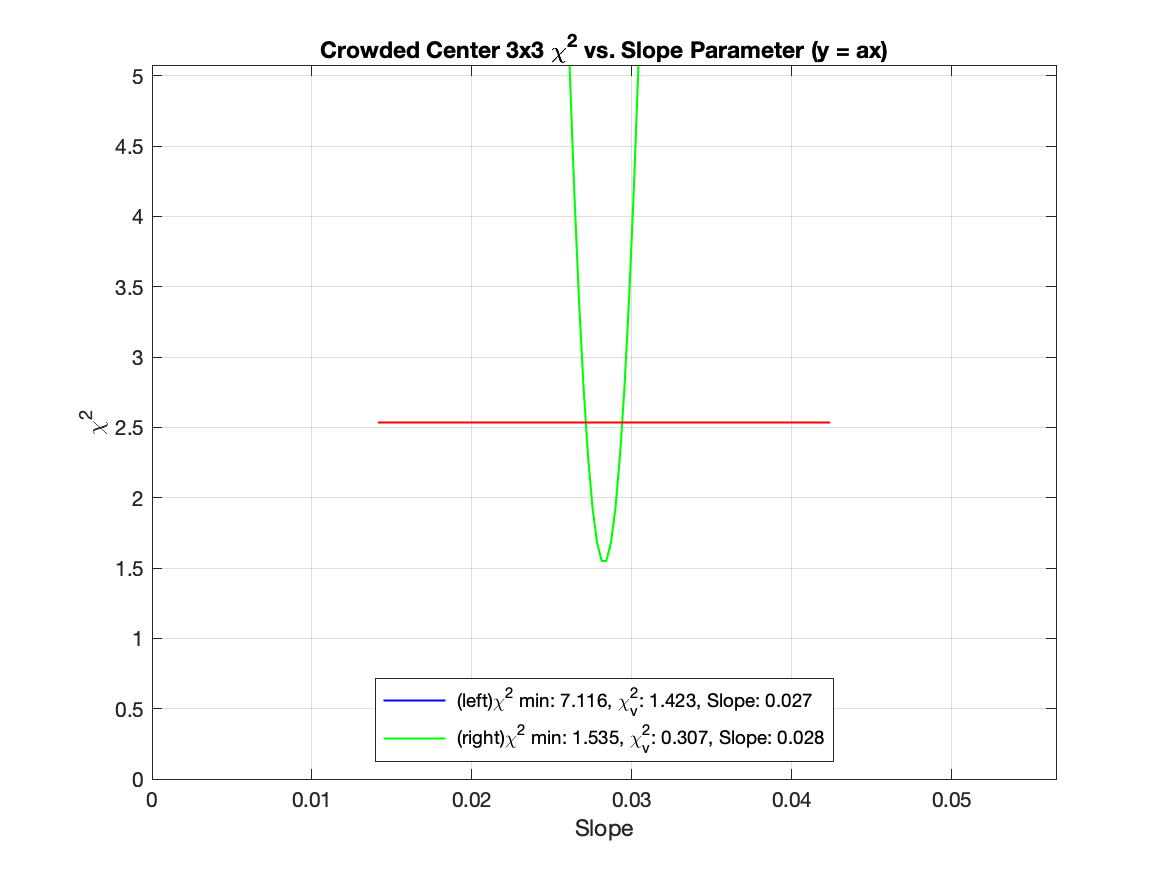 Crowded Center 3x3 χ² vs. Slope Parameter (y = ax)
5
4.5
4
3.5
3
2.5
2
1.5
1
0.5
0
χ²
(left)χ² min: 7.116, χ²ᵥ: 1.423, Slope: 0.027
(right)χ² min: 1.535, χ²ᵥ: 0.307, Slope: 0.028
0 0.01 0.02 0.03 0.04 0.05
Slope